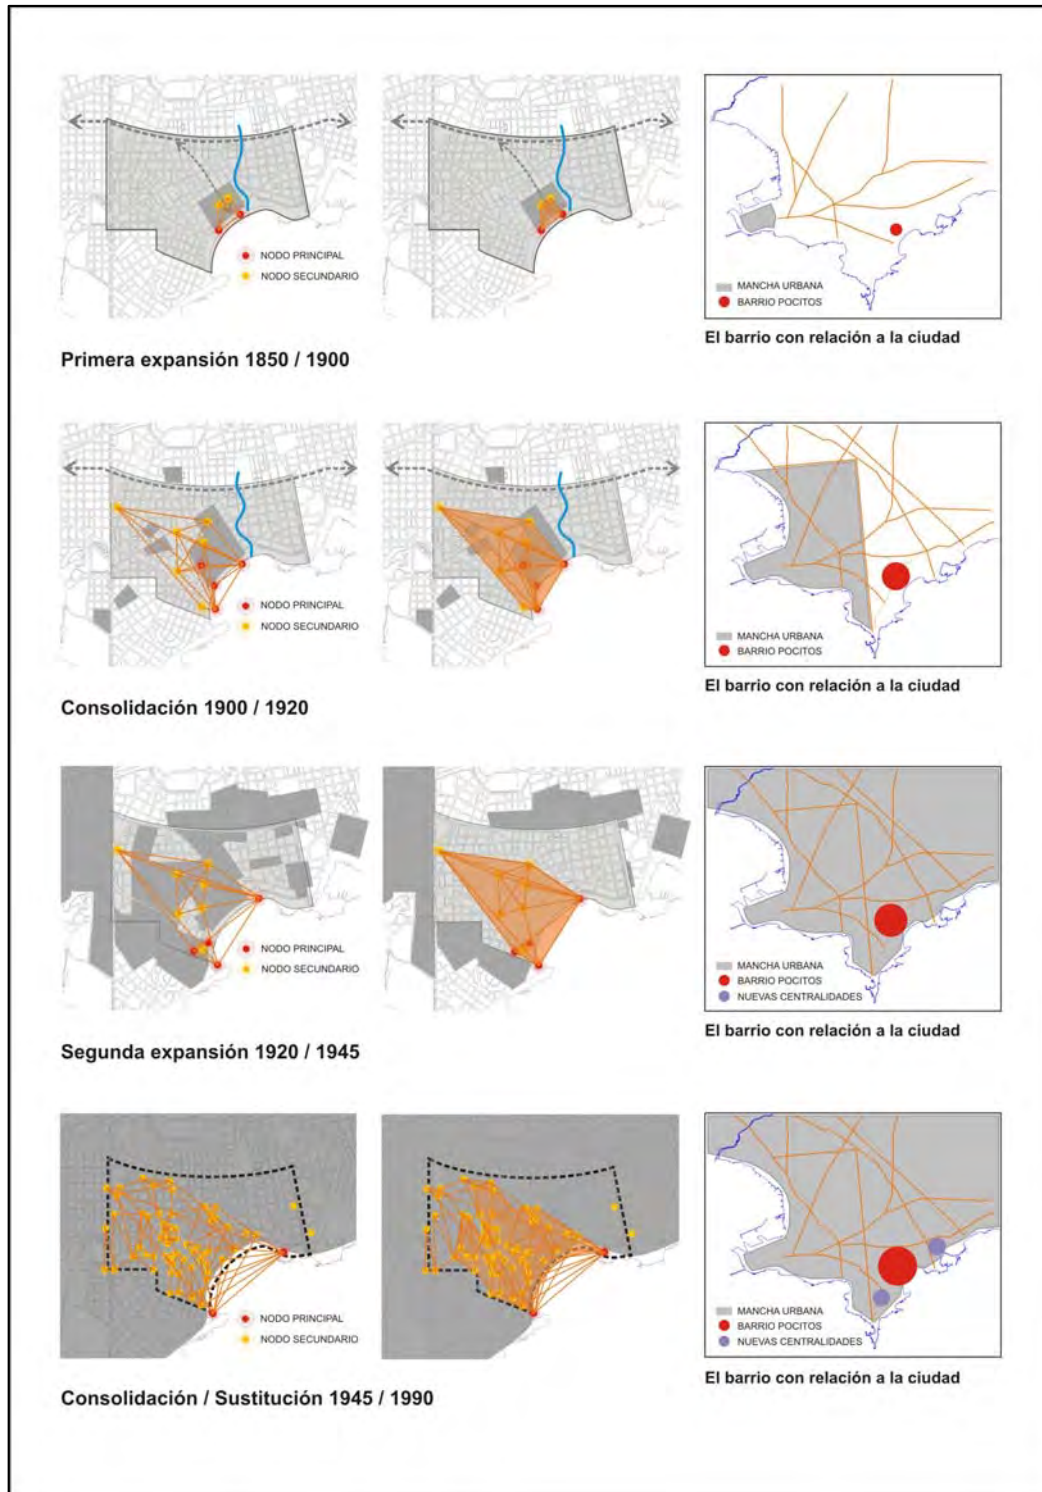 NODO PRINCIPAL
NODO SECUNDARIO
MANCHA URBANA
BARRIO POCITOS
El barrio con relación a la ciudad
Primera expansión 1850 / 1900
NODO PRINCIPAL
NODO SECUNDARIO
MANCHA URBANA
BARRIO POCITOS
El barrio con relación a la ciudad
Consolidación 1900 / 1920
NODO PRINCIPAL
NODO SECUNDARIO
MANCHA URBANA
BARRIO POCITOS
NUEVAS CENTRALIDADES
El barrio con relación a la ciudad
Segunda expansión 1920 / 1945
NODO PRINCIPAL
NODO SECUNDARIO
MANCHA URBANA
BARRIO POCITOS
NUEVAS CENTRALIDADES
El barrio con relación a la ciudad
Consolidación / Sustitución 1945 / 1990